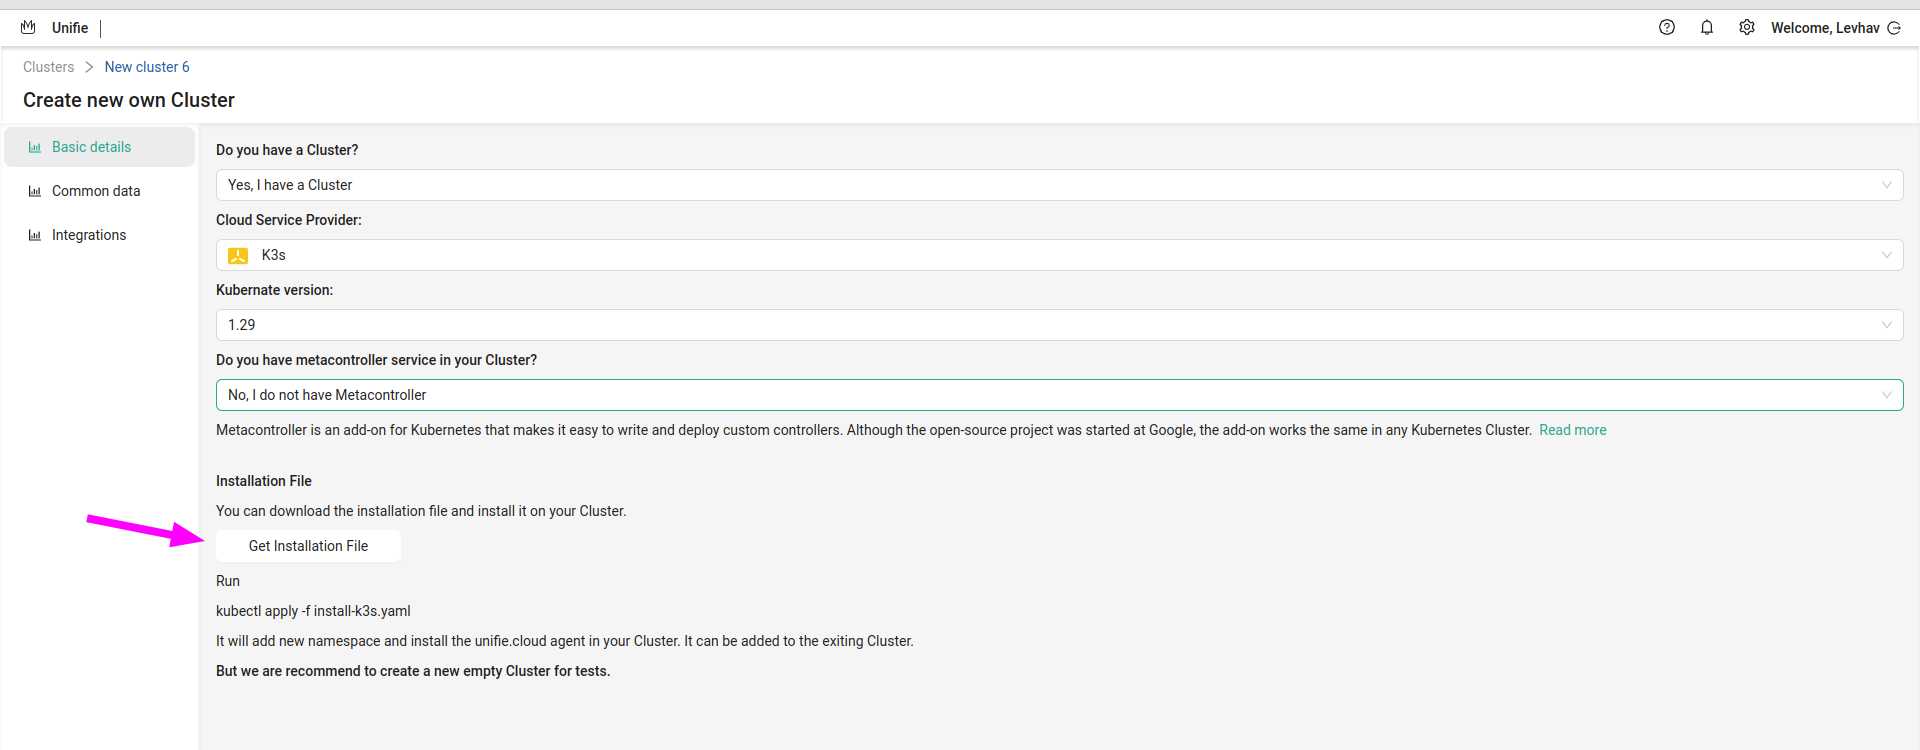 Unifie
Welcome, Levhav
Clusters > New cluster 6
Create new own Cluster
Basic details
Common data
Integrations
Do you have a Cluster?
Yes, I have a Cluster
Cloud Service Provider:
K3s
Kubernate version:
1.29
Do you have metacontroller service in your Cluster?
No, I do not have Metacontroller
Metacontroller is an add-on for Kubernetes that makes it easy to write and deploy custom controllers. Although the open-source project was started at Google, the add-on works the same in any Kubernetes Cluster. Read more
Installation File
You can download the installation file and install it on your Cluster.
Get Installation File
Run
kubectl apply -f install-k3s.yaml
It will add new namespace and install the unifie.cloud agent in your Cluster. It can be added to the exiting Cluster.
But we are recommend to create a new empty Cluster for tests.